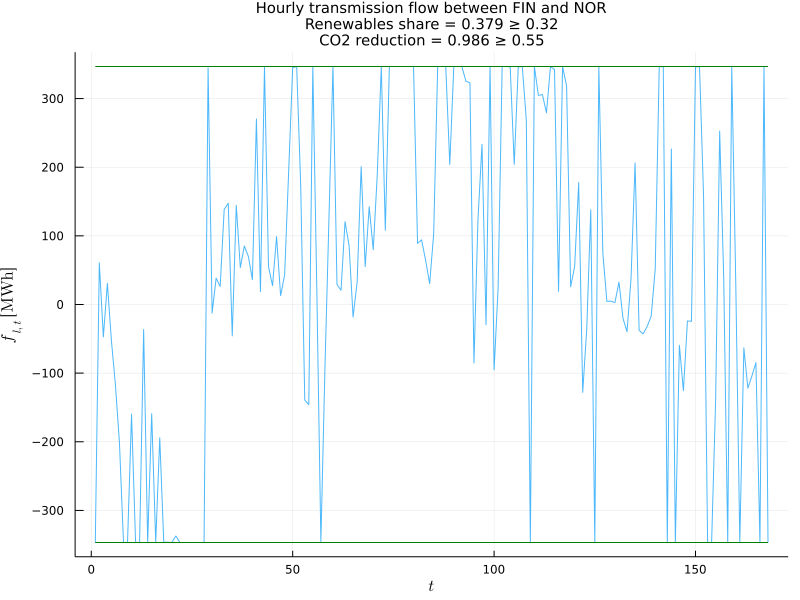 Hourly transmission flow between FIN and NOR
Renewables share = 0.379 ≥ 0.32
CO2 reduction = 0.986 ≥ 0.55
300
200
100
0
−100
−200
−300
f l,t [MWh]
0 50 100 150
t